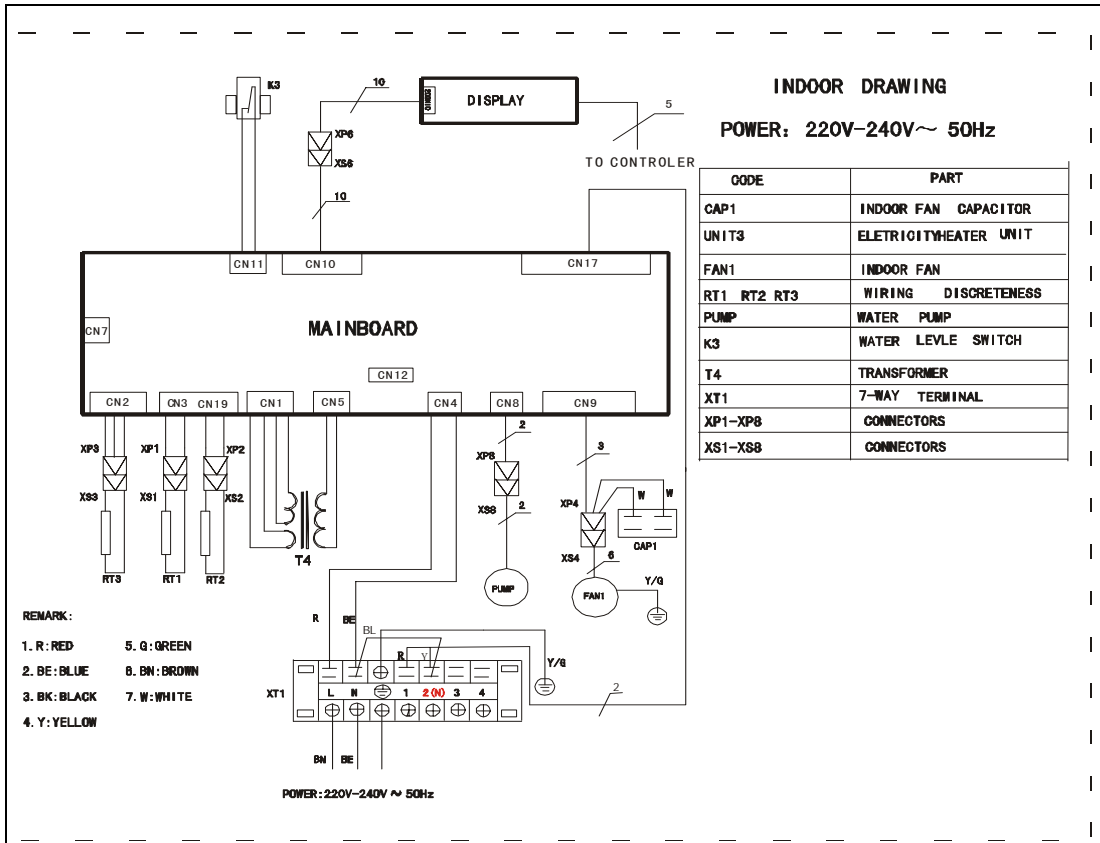 INDOOR DRAWING
POWER: 220V-240V~ 50Hz
CODE PART
CAP1 INDOOR FAN CAPACITOR
UNIT3 ELETRICITYHEATER UNIT
FAN1 INDOOR FAN
RT1 RT2 RT3 WIRING DISCRETENESS
PUMP WATER PUMP
K3 WATER LEVLE SWITCH
T4 TRANSFORMER
XT1 7-WAY TERMINAL
XP1-XP8 CONNECTORS
XS1-XS8 CONNECTORS
K3
10
DISPLAY
5
XP6
XS6
TO CONTROLER
10
CN11 CN10 CN17
MAINBOARD
CN7
CN12
CN2 CN3 CN19 CN1 CN5 CN4 CN8 CN9
2
3
XP3 XP1 XP2 XP8
XS3 XS1 XS2 XS8
2
XP4
W W
CAP1
XS4
6
T4
RT3 RT1 RT2
PUMP
FAN1
Y/G
R BE BL
R Y
Y/G
2
XT1
L N 1 2(N) 3 4
BN BE
POWER:220V-240V ~ 50Hz
REMARK:
1. R:RED 5. G:GREEN
2. BE:BLUE 6. BN:BROWN
3. BK:BLACK 7. W:WHITE
4. Y:YELLOW